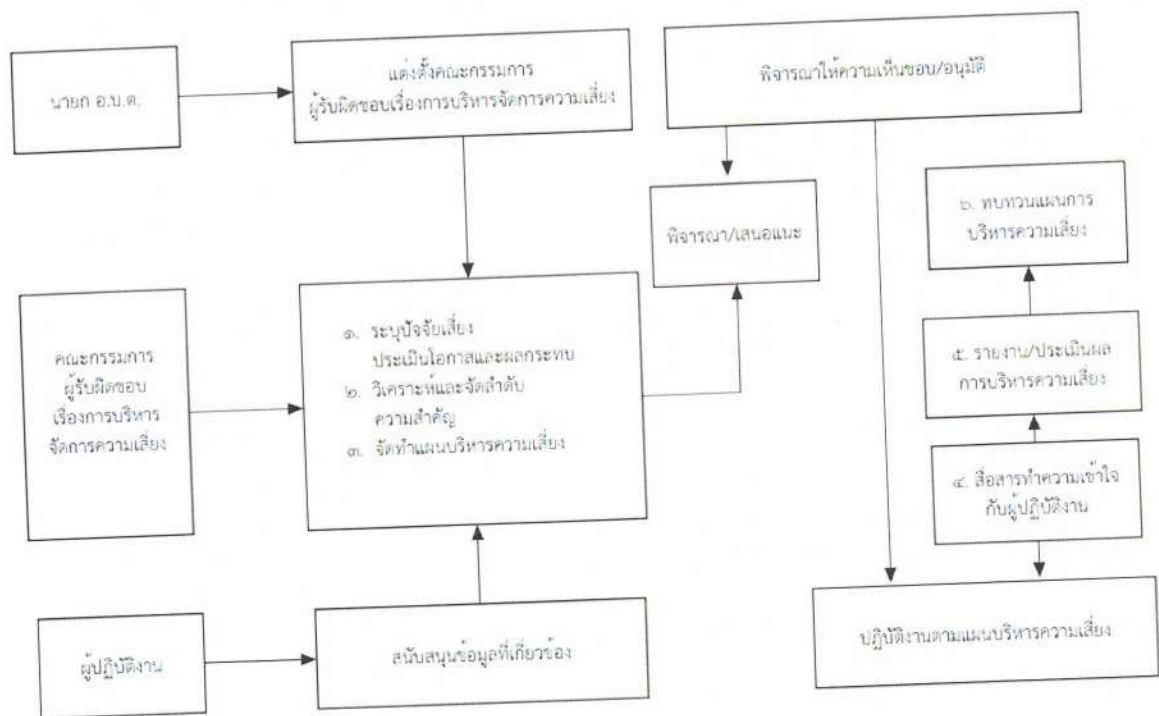 นายก อ.บ.ต.
แต่งตั้งคณะกรรมการ
ผู้รับผิดชอบเรื่องการบริหารจัดการความเสี่ยง
พิจารณาให้ความเห็นชอบ/อนุมัติ
พิจารณา/เสนอแนะ
๖. ทบทวนแผนการ
บริหารความเสี่ยง
คณะกรรมการ
ผู้รับผิดชอบ
เรื่องการบริหาร
จัดการความเสี่ยง
๑. ระบุปัจจัยเสี่ยง
ประเมินโอกาสและผลกระทบ
๒. วิเคราะห์และจัดลำดับ
ความสำคัญ
๓. จัดทำแผนบริหารความเสี่ยง
๕. รายงาน/ประเมินผล
การบริหารความเสี่ยง
๔. สื่อสารทำความเข้าใจ
กับผู้ปฏิบัติงาน
ผู้ปฏิบัติงาน
สนับสนุนข้อมูลที่เกี่ยวข้อง
ปฏิบัติงานตามแผนบริหารความเสี่ยง